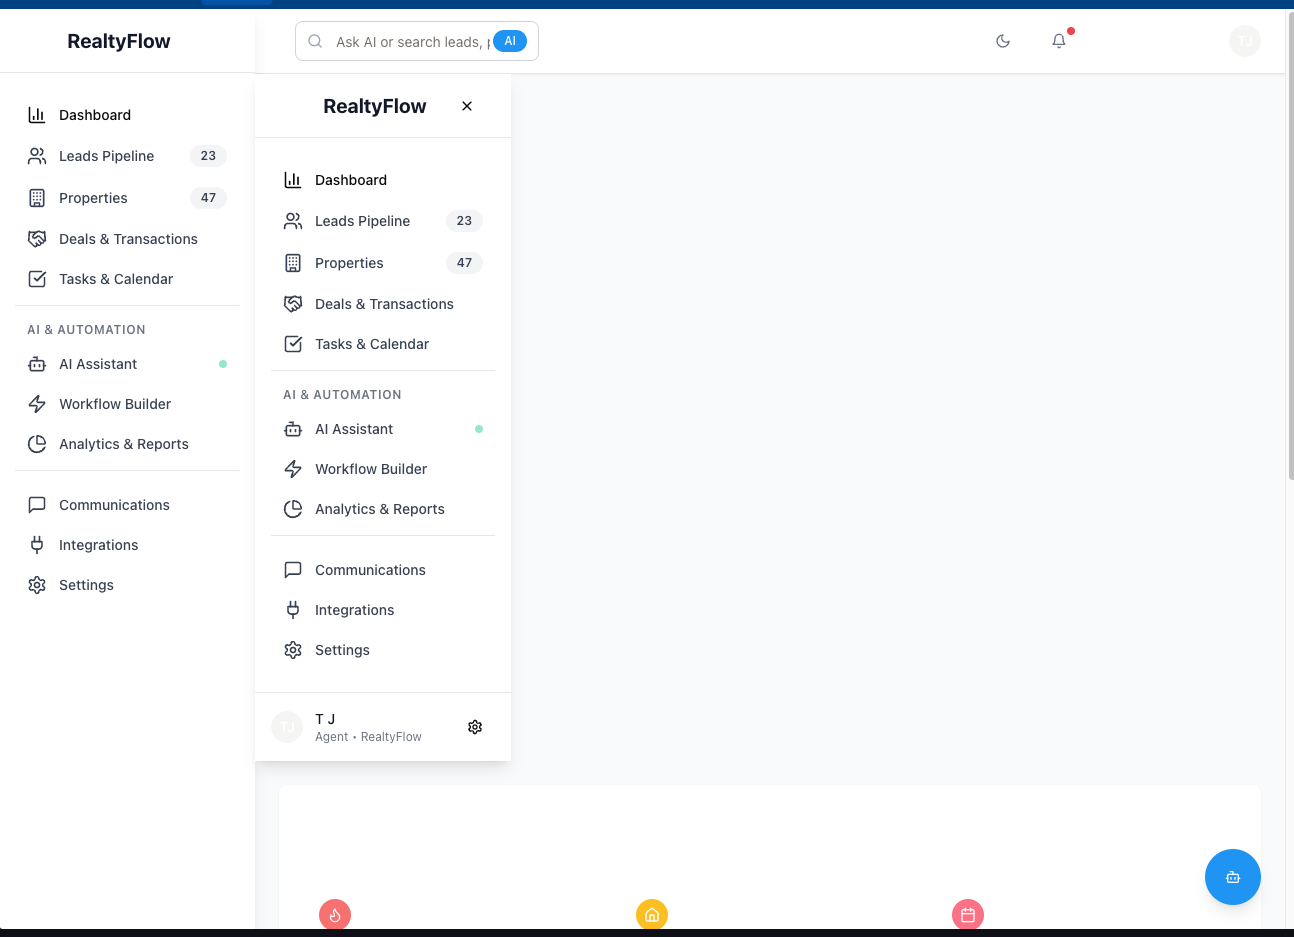 RealtyFlow
Ask AI or search leads, p
AI
TJ
Dashboard
Leads Pipeline 23
Properties 47
Deals & Transactions
Tasks & Calendar
AI & AUTOMATION
AI Assistant
Workflow Builder
Analytics & Reports
Communications
Integrations
Settings
RealtyFlow
Dashboard
Leads Pipeline 23
Properties 47
Deals & Transactions
Tasks & Calendar
AI & AUTOMATION
AI Assistant
Workflow Builder
Analytics & Reports
Communications
Integrations
Settings
TJ
T J
Agent • RealtyFlow